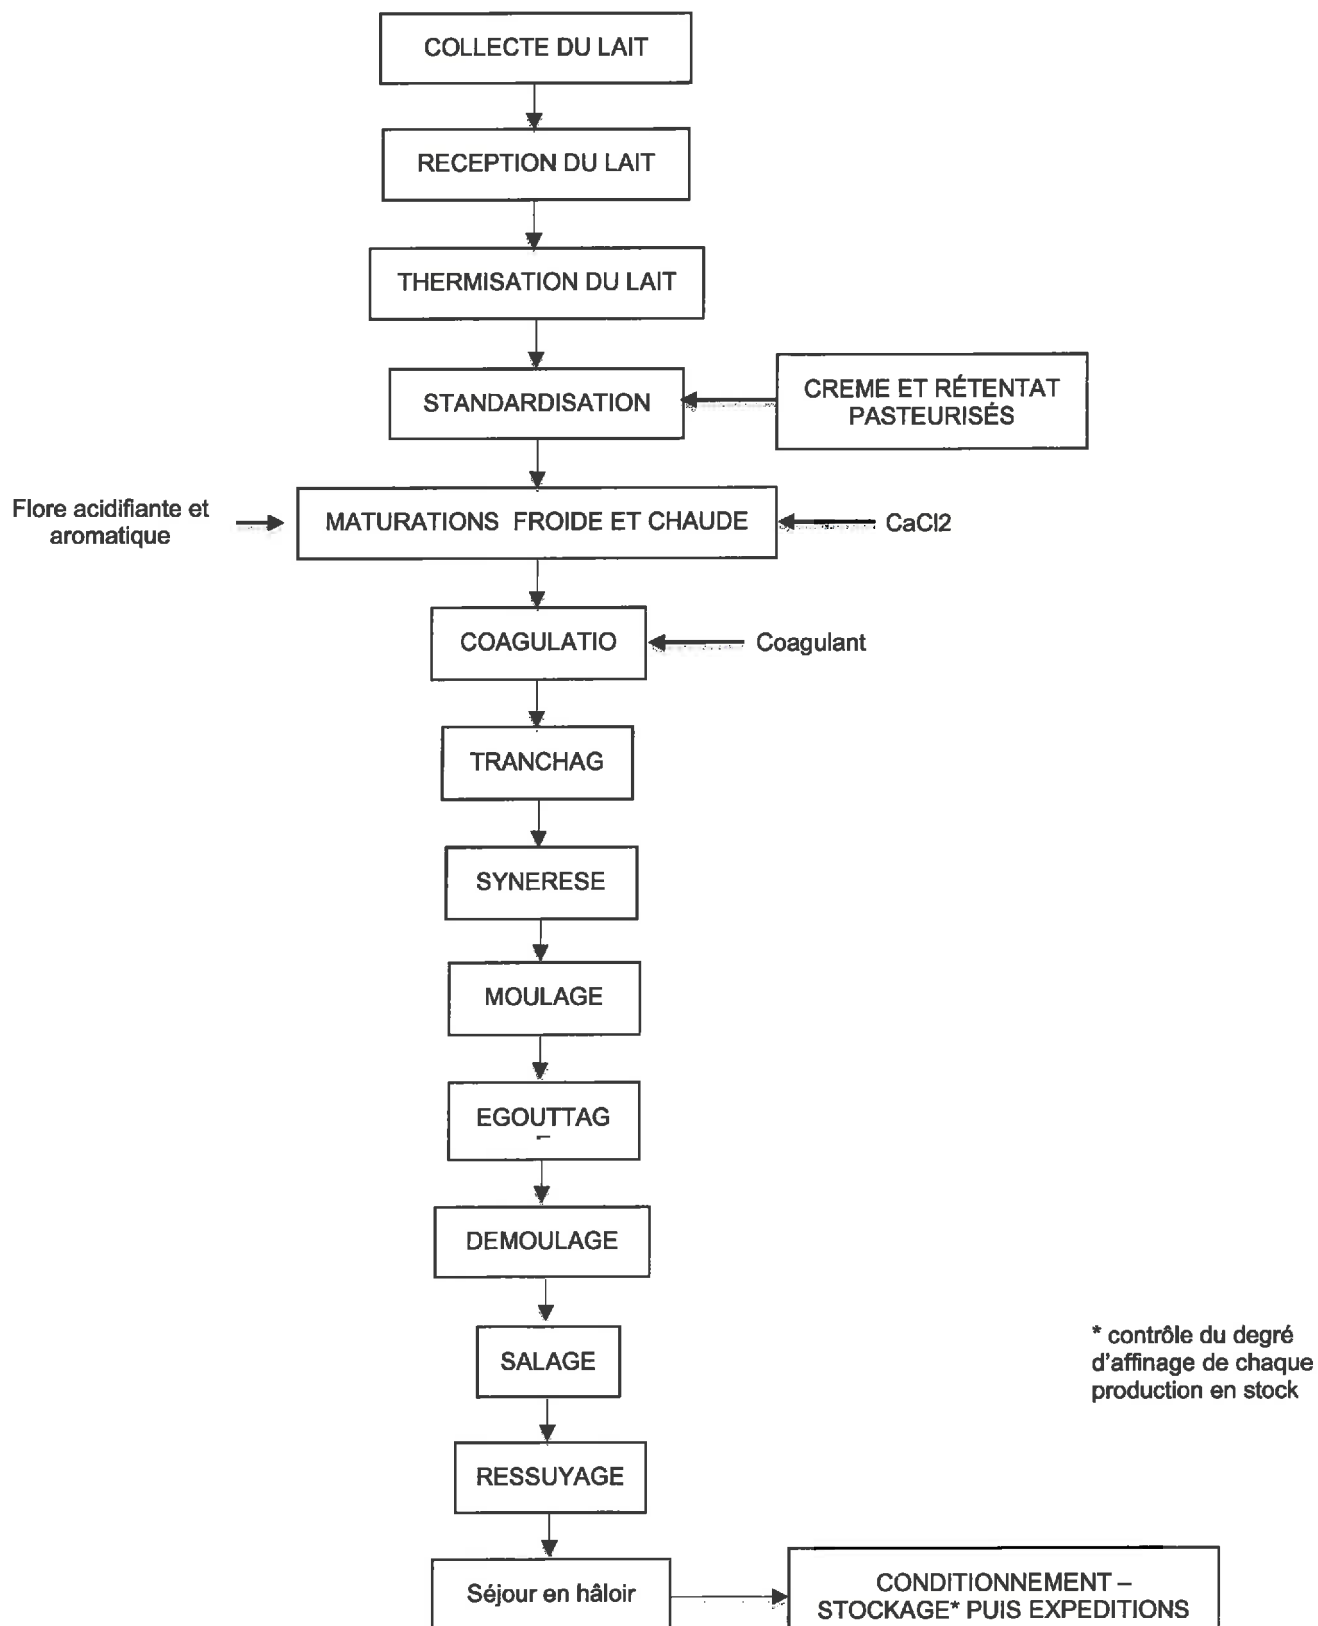 COLLECTE DU LAIT
RECEPTION DU LAIT
THERMISATION DU LAIT
STANDARDISATION
CREME ET RÉTENTAT
PASTEURISÉS
Flore acidifiante et
aromatique
MATURATIONS FROIDE ET CHAUDE
CaCl2
COAGULATIO
Coagulant
TRANCHAG
SYNERESE
MOULAGE
EGOUTTAG
DEMOULAGE
SALAGE
* contrôle du degré
d'affinage de chaque
production en stock
RESSUYAGE
Séjour en hâloir
CONDITIONNEMENT –
STOCKAGE* PUIS EXPEDITIONS